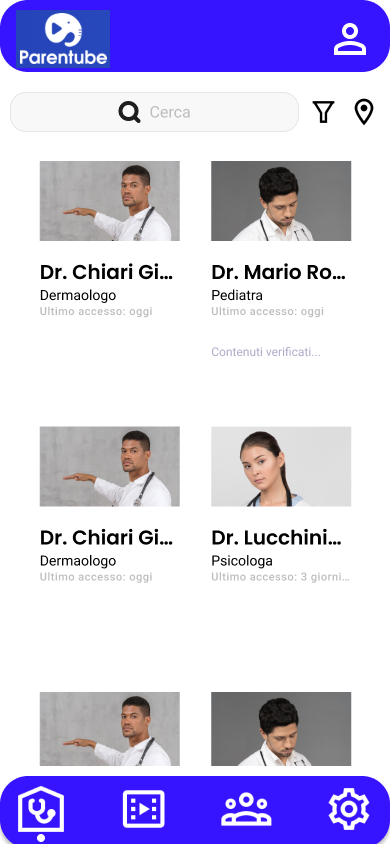 Parentube
Cerca
Dr. Chiari Gi...
Dermaologo
Ultimo accesso: oggi
Dr. Mario Ro...
Pediatra
Ultimo accesso: oggi
Contenuti verificati...
Dr. Chiari Gi...
Dermaologo
Ultimo accesso: oggi
Dr. Lucchini...
Psicologa
Ultimo accesso: 3 giorni...